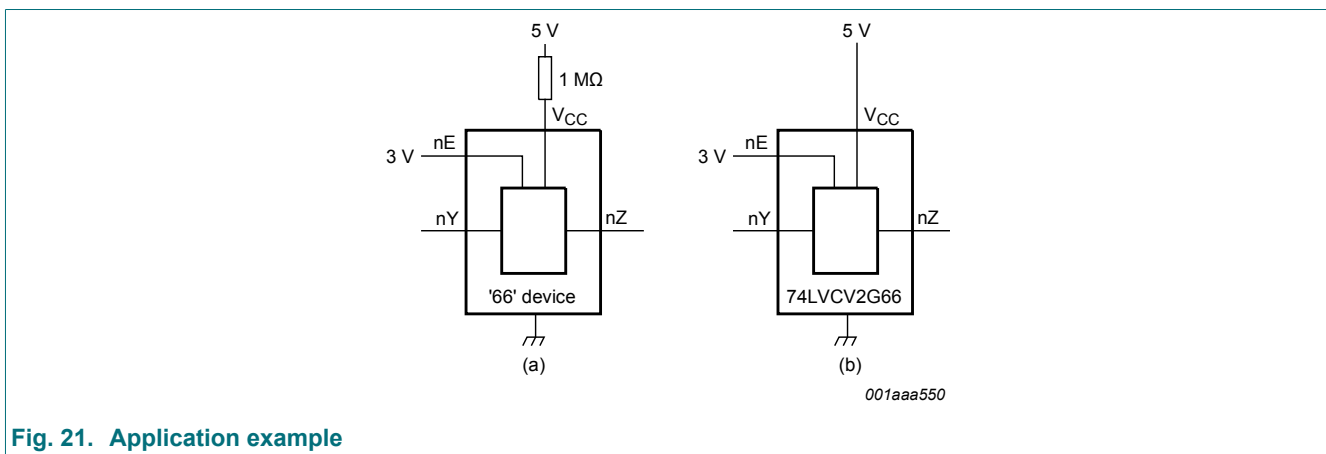 5 V
1 MΩ
VCC
nE
3 V
nY
nZ
'66' device
(a)
5 V
VCC
nE
3 V
nY
nZ
74LVCV2G66
(b)
001aaa550
Fig. 21. Application example